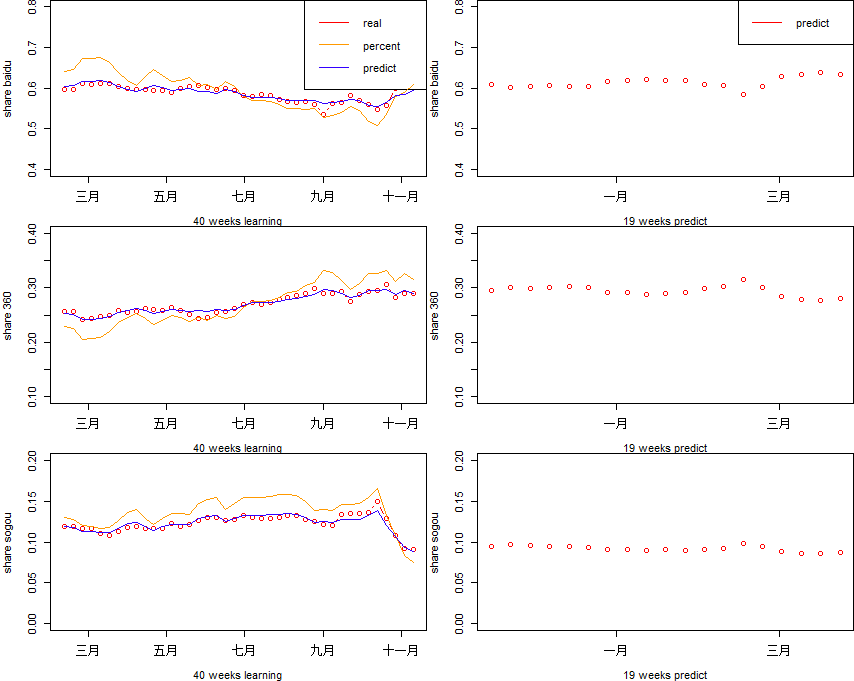 share baidu
0.4 0.5 0.6 0.7 0.8
real
percent
predict
三月 五月 七月 九月 十一月
40 weeks learning
share baidu
0.4 0.5 0.6 0.7 0.8
predict
一月 三月
19 weeks predict
share 360
0.10 0.20 0.30 0.40
三月 五月 七月 九月 十一月
40 weeks learning
share 360
0.10 0.20 0.30 0.40
一月 三月
19 weeks predict
share sogou
0.00 0.05 0.10 0.15 0.20
三月 五月 七月 九月 十一月
40 weeks learning
share sogou
0.00 0.05 0.10 0.15 0.20
一月 三月
19 weeks predict